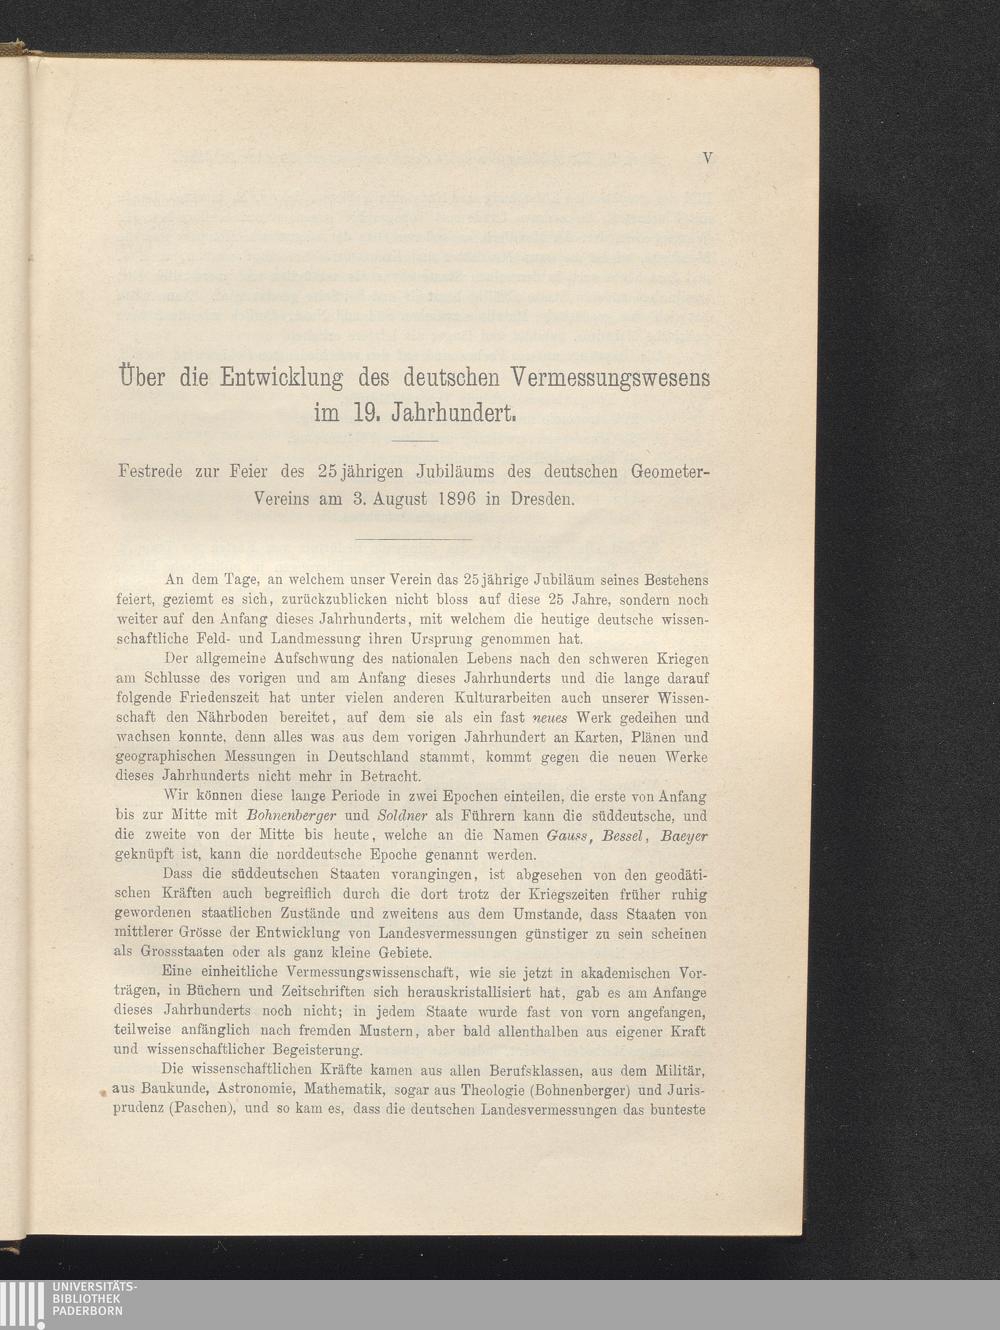 V
Über die Entwicklung des deutschen Vermessungswesens
im 19. Jahrhundert.
Festrede zur Feier des 25jährigen Jubiläums des deutschen Geometer-
Vereins am 3. August 1896 in Dresden.
An dem Tage, an welchem unser Verein das 25jährige Jubiläum seines Bestehens
feiert, geziemt es sich, zurückzublicken nicht bloss auf diese 25 Jahre, sondern noch
weiter auf den Anfang dieses Jahrhunderts, mit welchem die heutige deutsche wissen-
schaftliche Feld- und Landmessung ihren Ursprung genommen hat.
Der allgemeine Aufschwung des nationalen Lebens nach den schweren Kriegen
am Schlusse des vorigen und am Anfang dieses Jahrhunderts und die lange darauf
folgende Friedenszeit hat unter vielen anderen Kulturarbeiten auch unserer Wissen-
schaft den Nährboden bereitet, auf dem sie als ein fast neues Werk gedeihen und
wachsen konnte, denn alles was aus dem vorigen Jahrhundert an Karten, Plänen und
geographischen Messungen in Deutschland stammt, kommt gegen die neuen Werke
dieses Jahrhunderts nicht mehr in Betracht.
Wir können diese lange Periode in zwei Epochen einteilen, die erste von Anfang
bis zur Mitte mit Bohnenberger und Soldner als Führern kann die süddeutsche, und
die zweite von der Mitte bis heute, welche an die Namen Gauss, Bessel, Baeyer
geknüpft ist, kann die norddeutsche Epoche genannt werden.
Dass die süddeutschen Staaten vorangingen, ist abgesehen von den geodäti-
schen Kräften auch begreiflich durch die dort trotz der Kriegszeiten früher ruhig
gewordenen staatlichen Zustände und zweitens aus dem Umstande, dass Staaten von
mittlerer Grösse der Entwicklung von Landesvermessungen günstiger zu sein scheinen
als Grossstaaten oder als ganz kleine Gebiete.
Eine einheitliche Vermessungswissenschaft, wie sie jetzt in akademischen Vor-
trägen, in Büchern und Zeitschriften sich herauskristallisiert hat, gab es am Anfange
dieses Jahrhunderts noch nicht; in jedem Staate wurde fast von vorn angefangen,
teilweise anfänglich nach fremden Mustern, aber bald allenthalben aus eigener Kraft
und wissenschaftlicher Begeisterung.
Die wissenschaftlichen Kräfte kamen aus allen Berufsklassen, aus dem Militär,
aus Baukunde, Astronomie, Mathematik, sogar aus Theologie (Bohnenberger) und Juris-
prudenz (Paschen), und so kam es, dass die deutschen Landesvermessungen das bunteste
UNIVERSITÄTS-
BIBLIOTHEK
PADERBORN